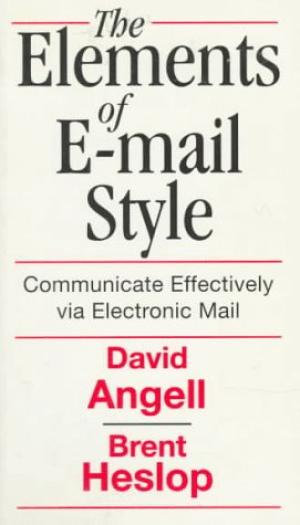 The
Elements
of
E-mail
Style
Communicate Effectively
via Electronic Mail
David
Angell
Brent
Heslop